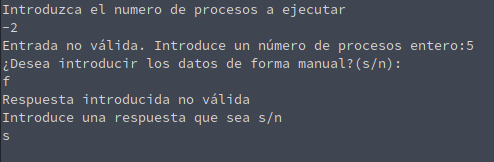 Introduzca el numero de procesos a ejecutar
-2
Entrada no válida. Introduce un número de procesos entero:5
¿Desea introducir los datos de forma manual?(s/n):
f
Respuesta introducida no válida
Introduce una respuesta que sea s/n
s